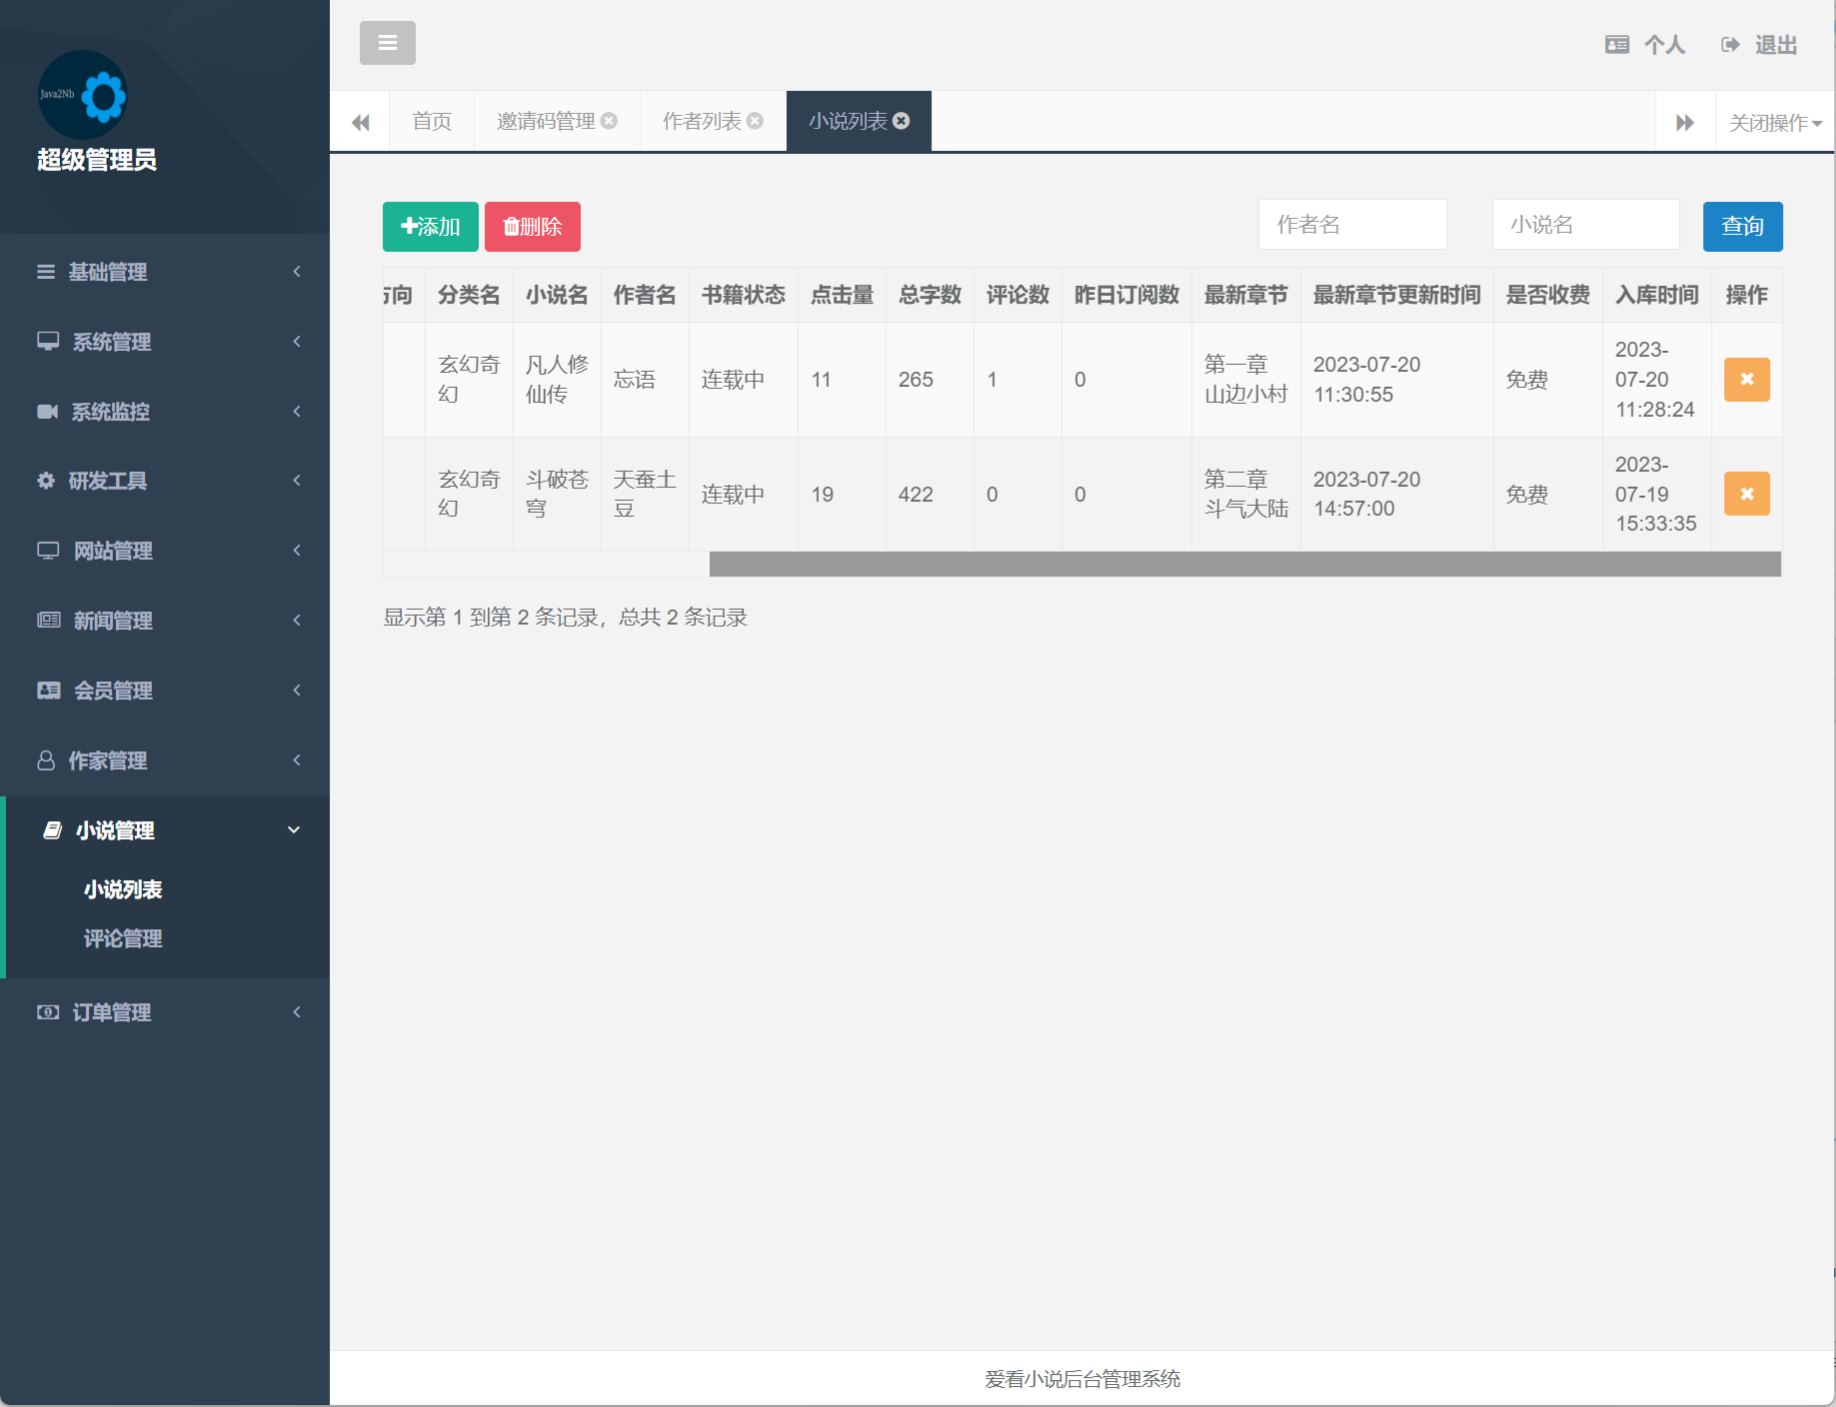 Java2Nb
超级管理员
基础管理
系统管理
系统监控
研发工具
网站管理
新闻管理
会员管理
作家管理
小说管理
小说列表
评论管理
订单管理
个人 退出
首页 邀请码管理 作者列表 小说列表 关闭操作
添加 删除 作者名 小说名 查询
方向 分类名 小说名 作者名 书籍状态 点击量 总字数 评论数 昨日订阅数 最新章节 最新章节更新时间 是否收费 入库时间 操作
玄幻奇
幻
凡人修
仙传
忘语
连载中
11
265
1
0
第一章
山边小村
2023-07-20
11:30:55
免费
2023-
07-20
11:28:24
玄幻奇
幻
斗破苍
穹
天蚕土
豆
连载中
19
422
0
0
第二章
斗气大陆
2023-07-20
14:57:00
免费
2023-
07-19
15:33:35
显示第 1 到第 2 条记录，总共 2 条记录
爱看小说后台管理系统